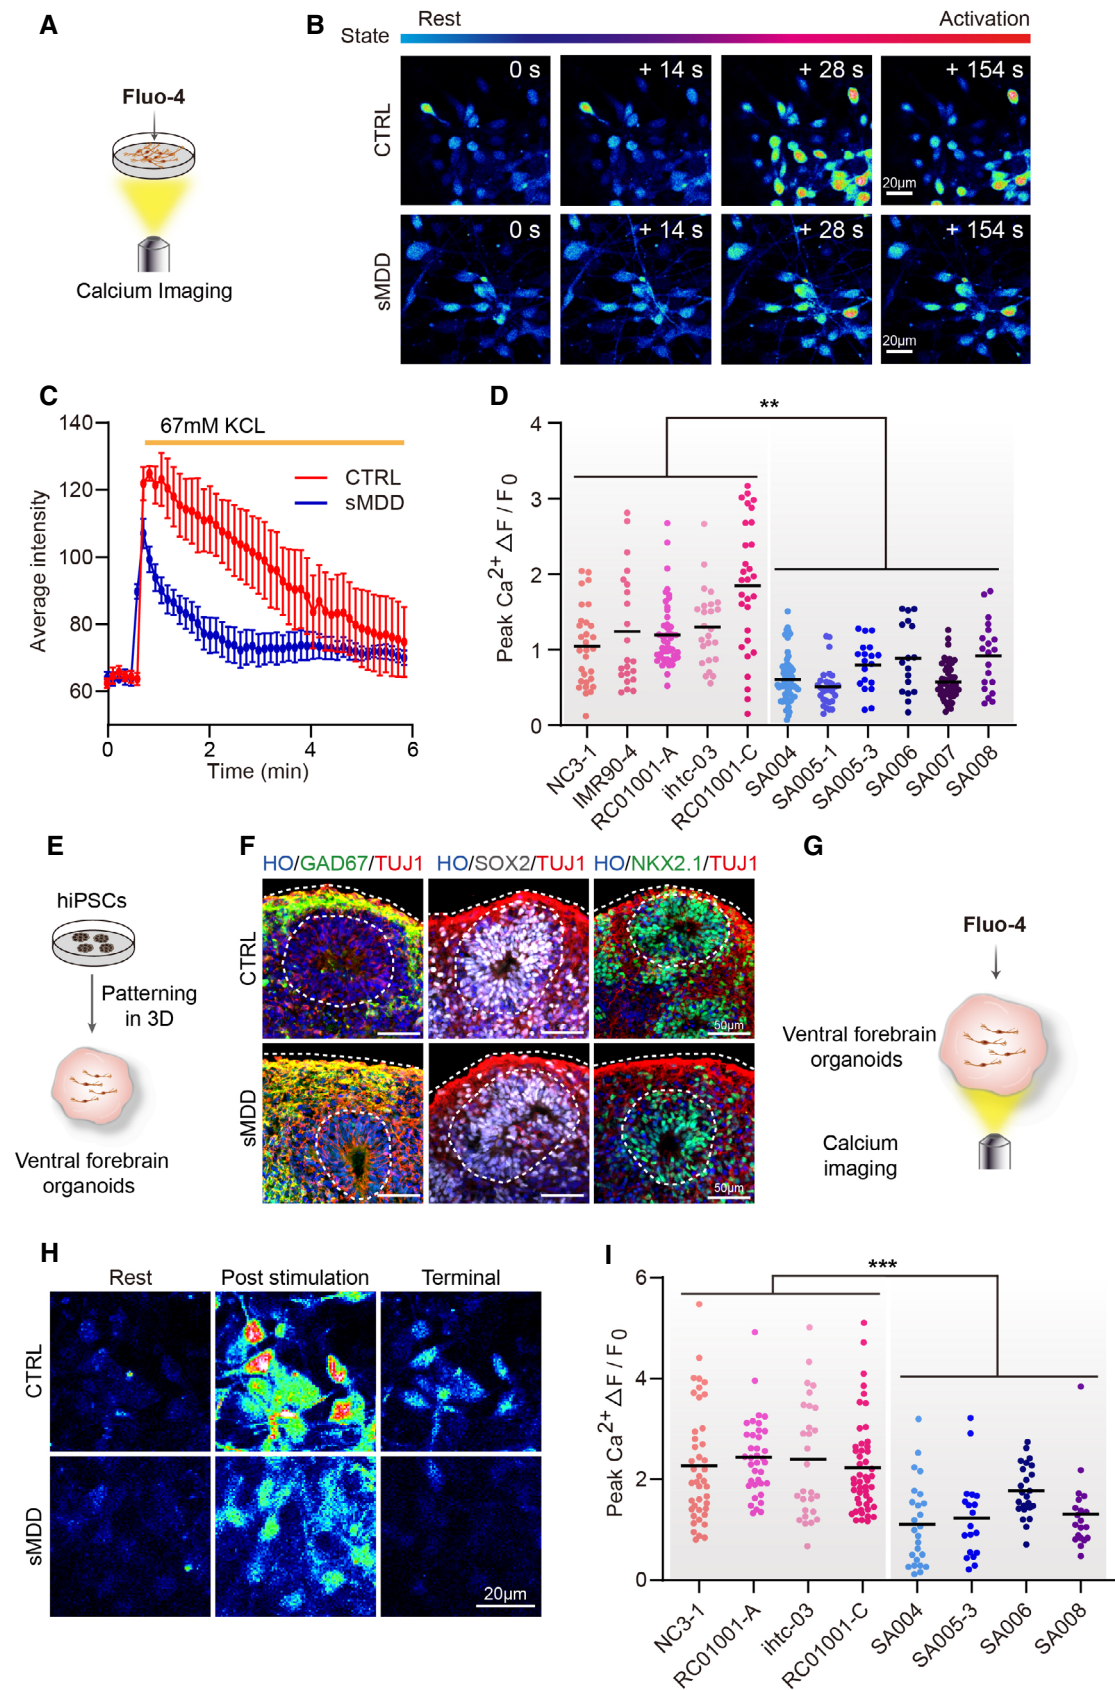 A
Fluo-4
Calcium Imaging
B
Rest
Activation
State
CTRL
0 s
+ 14 s
+ 28 s
+ 154 s
20µm
sMDD
0 s
+ 14 s
+ 28 s
+ 154 s
20µm
C
67mM KCL
CTRL
sMDD
Average intensity
140
120
100
80
60
0
2
4
6
Time (min)
D
**
Peak Ca2+ ΔF / F0
4
3
2
1
0
NC3-1
IMR90-4
RC01001-A
ihtc-03
RC01001-C
SA004
SA005-1
SA005-3
SA006
SA007
SA008
E
hiPSCs
Patterning
in 3D
Ventral forebrain
organoids
F
HO/GAD67/TUJ1
HO/SOX2/TUJ1
HO/NKX2.1/TUJ1
CTRL
50µm
sMDD
50µm
G
Fluo-4
Ventral forebrain
organoids
Calcium
imaging
H
Rest
Post stimulation
Terminal
CTRL
sMDD
20µm
I
***
Peak Ca2+ ΔF / F0
6
4
2
0
NC3-1
RC01001-A
ihtc-03
RC01001-C
SA004
SA005-3
SA006
SA008